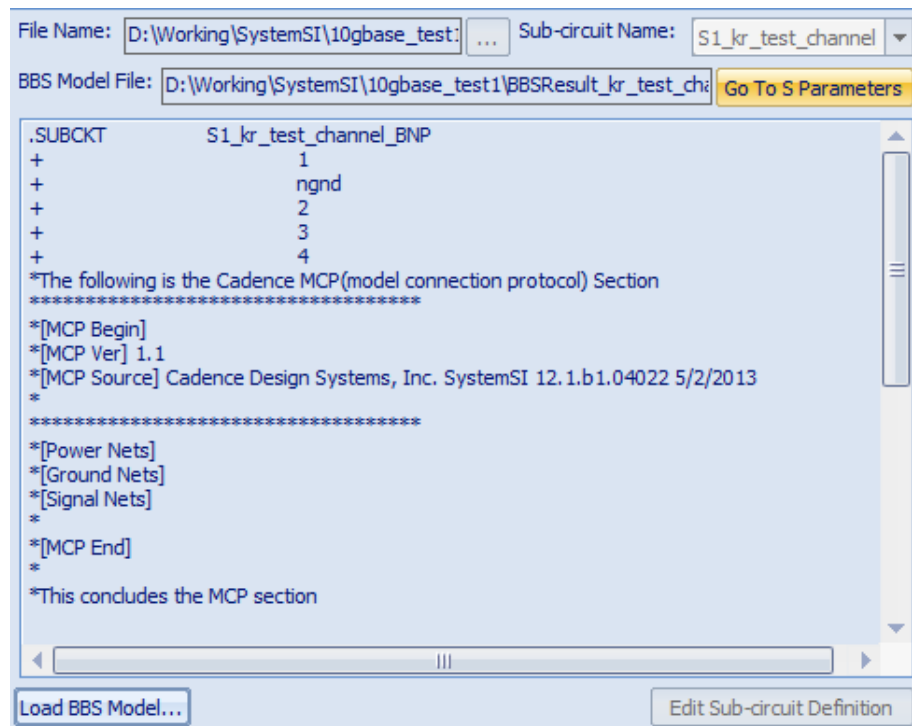 File Name: D:\Working\SystemSI\10gbase_test1 ... Sub-circuit Name: S1_kr_test_channel
BBS Model File: D:\Working\SystemSI\10gbase_test1\BBSResult_kr_test_cha Go To S Parameters
.SUBCKT S1_kr_test_channel_BNP
+ 1
+ ngnd
+ 2
+ 3
+ 4
*The following is the Cadence MCP(model connection protocol) Section
******************************************
*[MCP Begin]
*[MCP Ver] 1.1
*[MCP Source] Cadence Design Systems, Inc. SystemSI 12.1.b1.04022 5/2/2013
*
******************************************
*[Power Nets]
*[Ground Nets]
*[Signal Nets]
*
*[MCP End]
*
*This concludes the MCP section
Load BBS Model... Edit Sub-circuit Definition